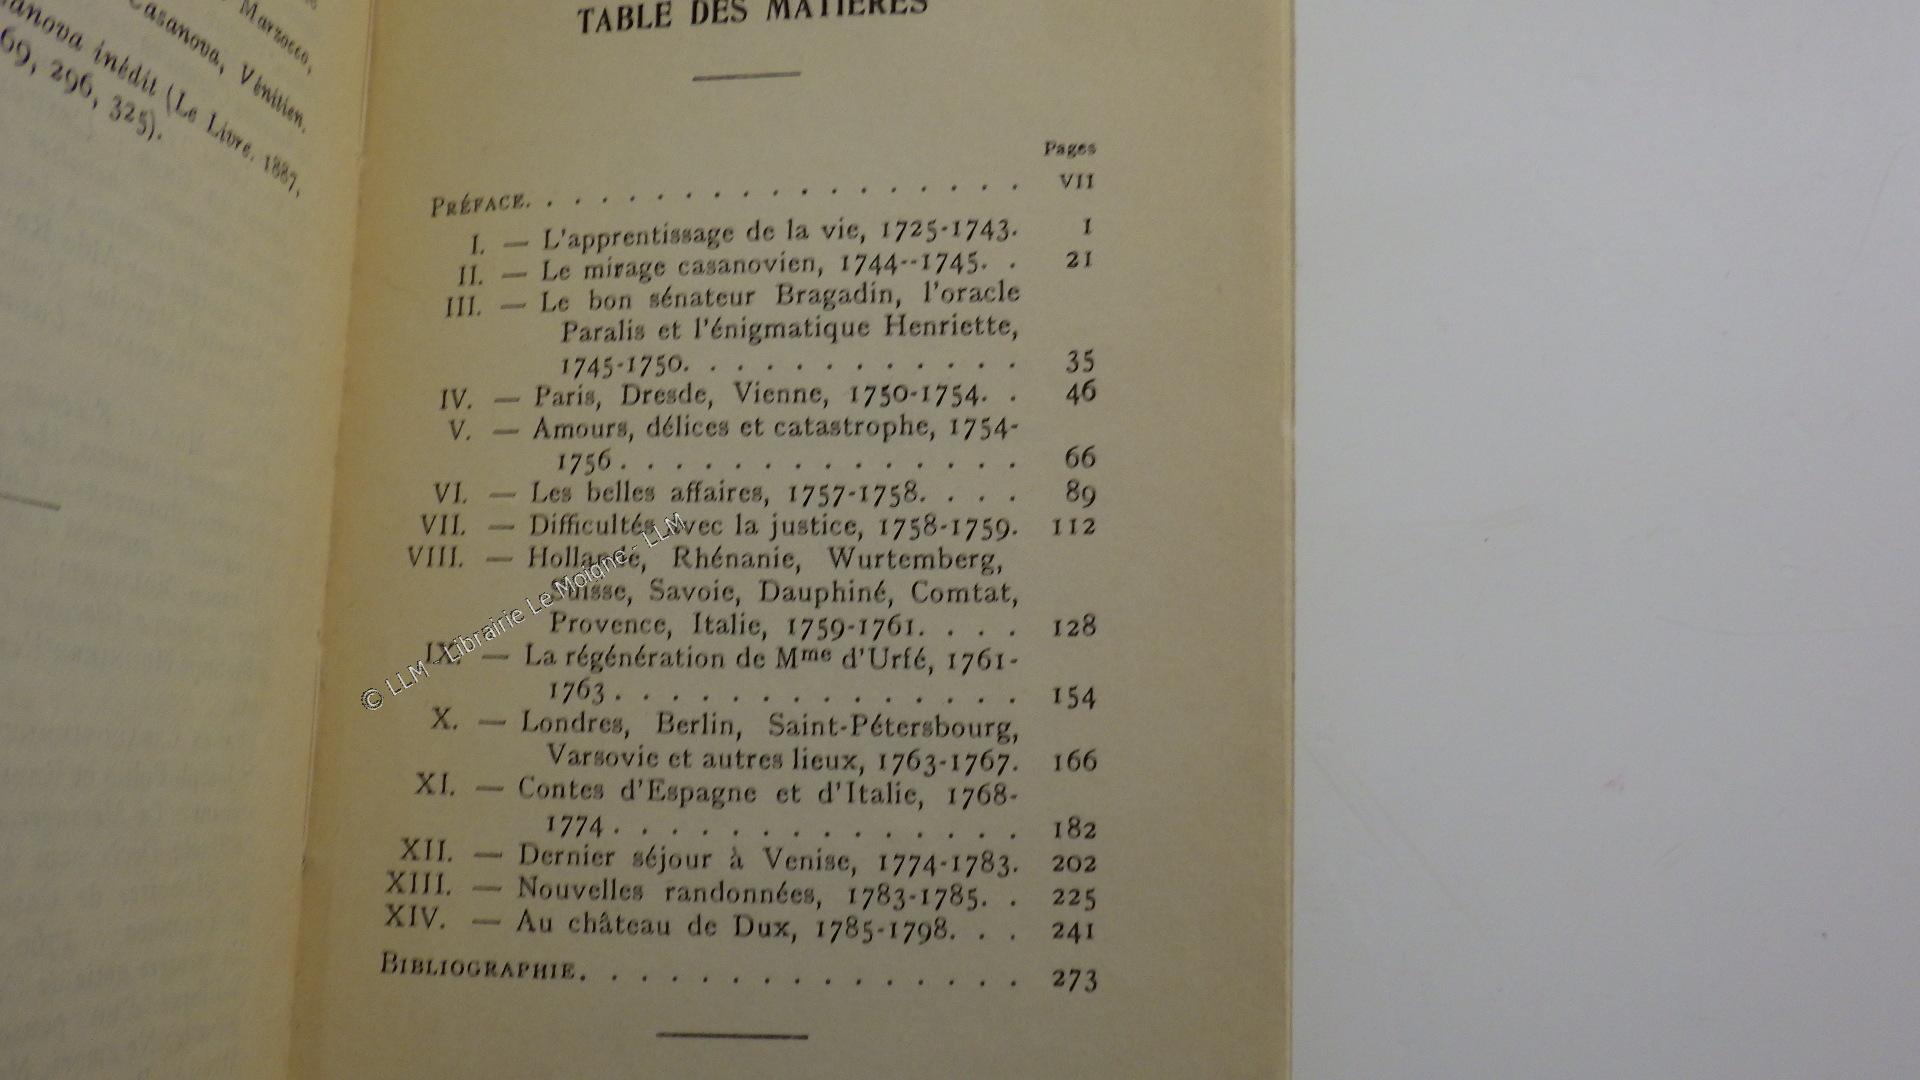 Marzocco,
Casanova, Vénitien.
inédit (Le Livre. 1887,
69, 296, 325).
TABLE DES MATIÈRES
Pages
PRÉFACE. . . . . . . . . . . . . . . . . . VII
I. — L'apprentissage de la vie, 1725-1743. 1
II. — Le mirage casanovien, 1744--1745. . 21
III. — Le bon sénateur Bragadin, l'oracle
Paralis et l'énigmatique Henriette,
1745-1750. . . . . . . . . . . . . 35
IV. — Paris, Dresde, Vienne, 1750-1754. . 46
V. — Amours, délices et catastrophe, 1754-
1756. . . . . . . . . . . . . . . 66
VI. — Les belles affaires, 1757-1758. . . . 89
VII. — Difficultés avec la justice, 1758-1759. 112
VIII. — Hollande, Rhénanie, Wurtemberg,
Suisse, Savoie, Dauphiné, Comtat,
Provence, Italie, 1759-1761. . . . 128
IX. — La régénération de Mme d'Urfé, 1761-
1763. . . . . . . . . . . . . . . 154
X. — Londres, Berlin, Saint-Pétersbourg,
Varsovie et autres lieux, 1763-1767. 166
XI. — Contes d'Espagne et d'Italie, 1768-
1774. . . . . . . . . . . . . . . 182
XII. — Dernier séjour à Venise, 1774-1783. 202
XIII. — Nouvelles randonnées, 1783-1785. . 225
XIV. — Au château de Dux, 1785-1798. . . 241
BIBLIOGRAPHIE. . . . . . . . . . . . . . . 273
© LLM - Librairie Le Moigne - LLM